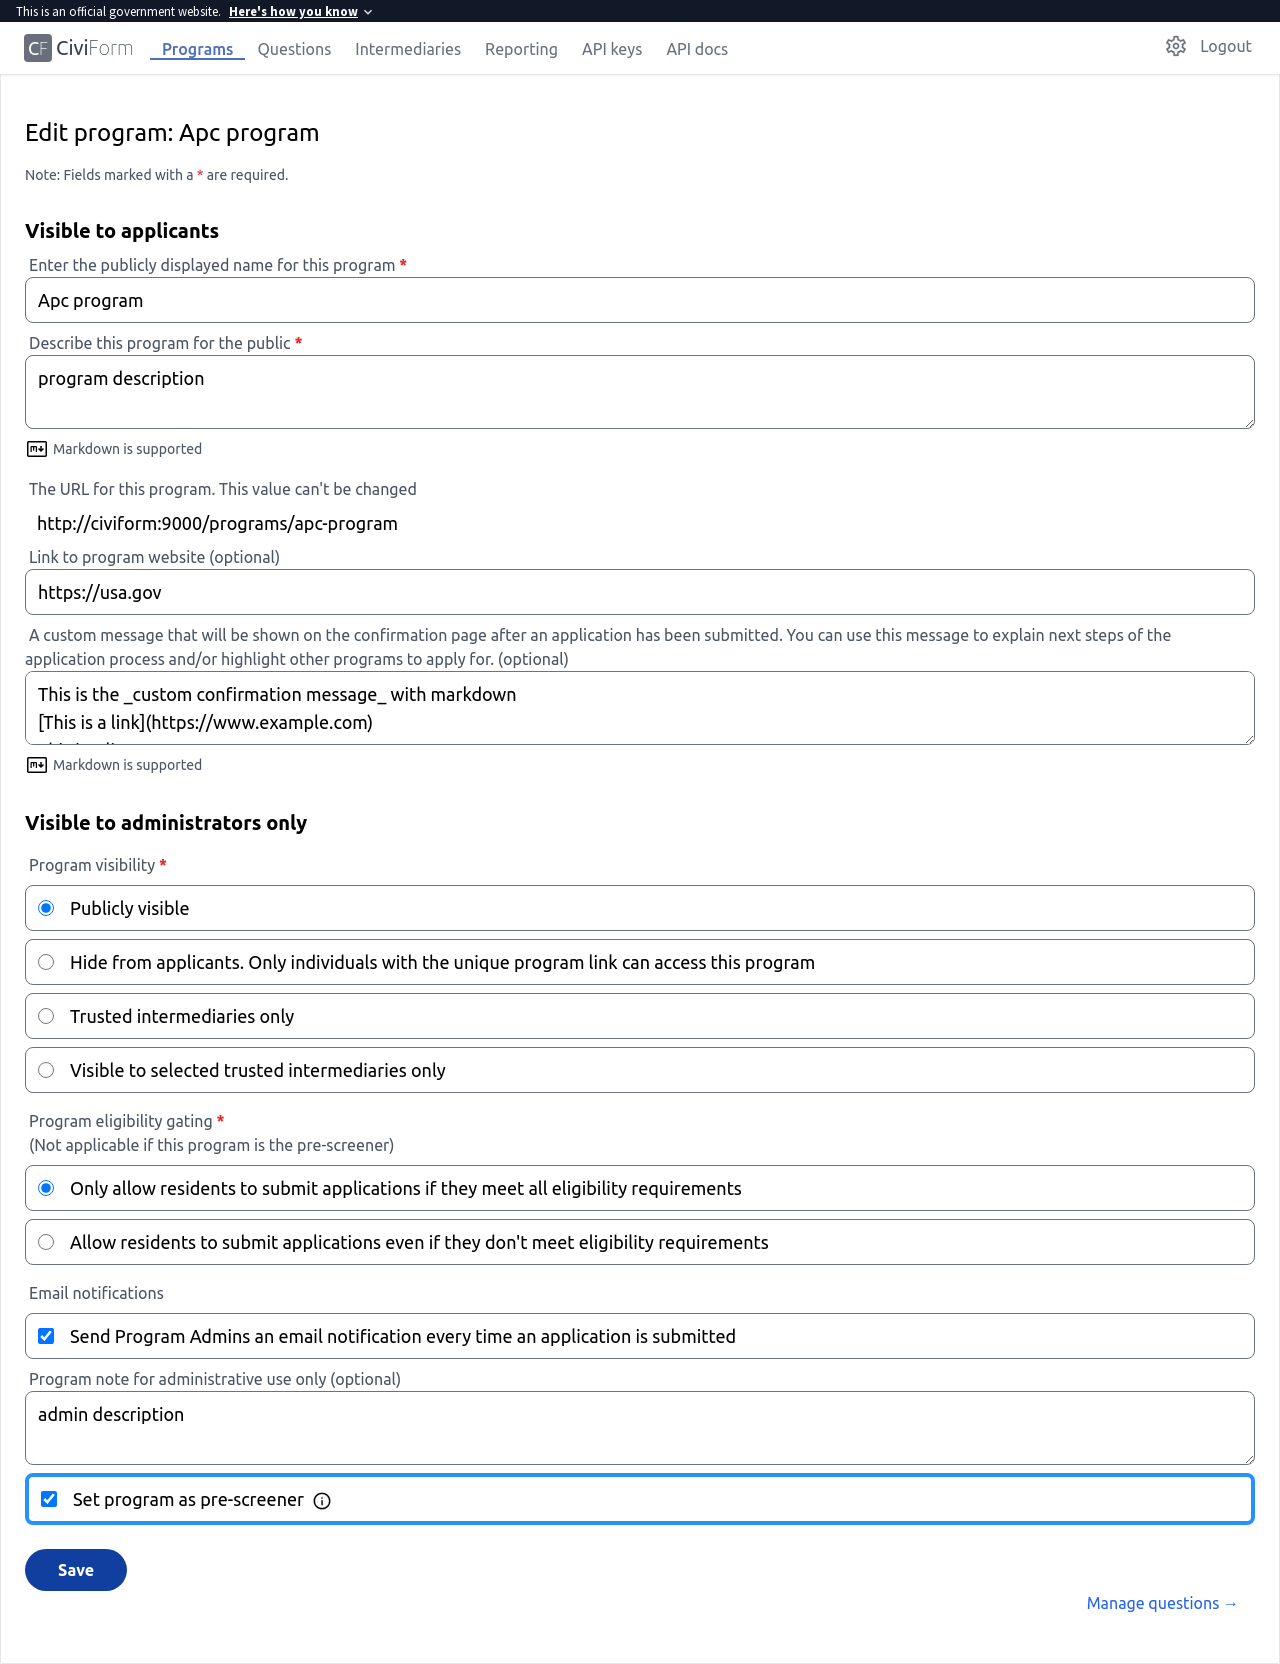 This is an official government website. Here's how you know
CF CiviForm Programs Questions Intermediaries Reporting API keys API docs Logout
Edit program: Apc program
Note: Fields marked with a * are required.
Visible to applicants
Enter the publicly displayed name for this program *
Apc program
Describe this program for the public *
program description
Markdown is supported
The URL for this program. This value can't be changed
http://civiform:9000/programs/apc-program
Link to program website (optional)
https://usa.gov
A custom message that will be shown on the confirmation page after an application has been submitted. You can use this message to explain next steps of the
application process and/or highlight other programs to apply for. (optional)
This is the _custom confirmation message_ with markdown
[This is a link](https://www.example.com)
Markdown is supported
Visible to administrators only
Program visibility *
Publicly visible
Hide from applicants. Only individuals with the unique program link can access this program
Trusted intermediaries only
Visible to selected trusted intermediaries only
Program eligibility gating *
(Not applicable if this program is the pre-screener)
Only allow residents to submit applications if they meet all eligibility requirements
Allow residents to submit applications even if they don't meet eligibility requirements
Email notifications
Send Program Admins an email notification every time an application is submitted
Program note for administrative use only (optional)
admin description
Set program as pre-screener
Save
Manage questions →